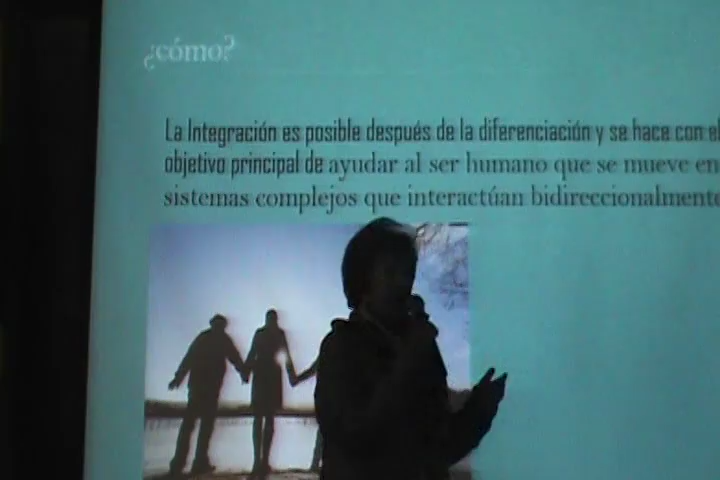 ¿cómo?
La Integración es posible después de la diferenciación y se hace con el
objetivo principal de ayudar al ser humano que se mueve en
sistemas complejos que interactúan bidireccionalmente